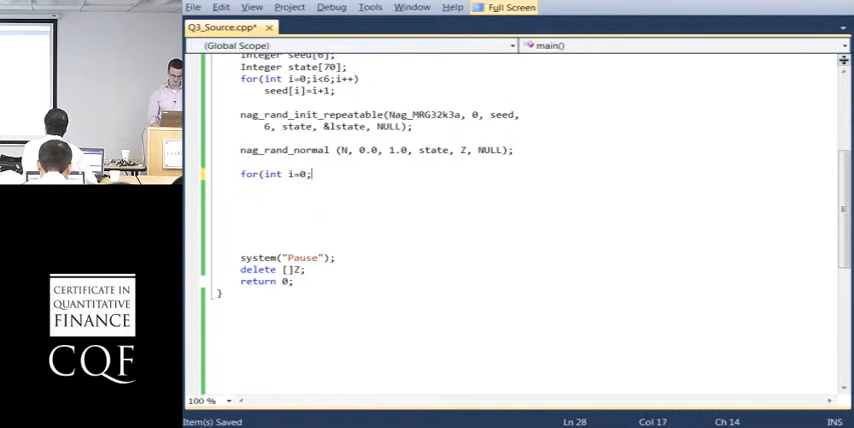 File Edit Project Debug Tools Window Help Full Screen
Q3_Source.cpp* ×
(Global Scope) main()
Integer seed[6];
Integer state[70];
for(int i=0;i<6;i++)
seed[i]=i+1;
nag_rand_init_repeatable(Nag_MRG32k3a, 0, seed,
6, state, &lstate, NULL);
nag_rand_normal (N, 0.0, 1.0, state, Z, NULL);
for(int i=0;
system("Pause");
delete []Z;
return 0;
}
CERTIFICATE IN
QUANTITATIVE
FINANCE
CQF
100 %
Item(s) Saved Ln 28 Col 17 Ch 14 INS